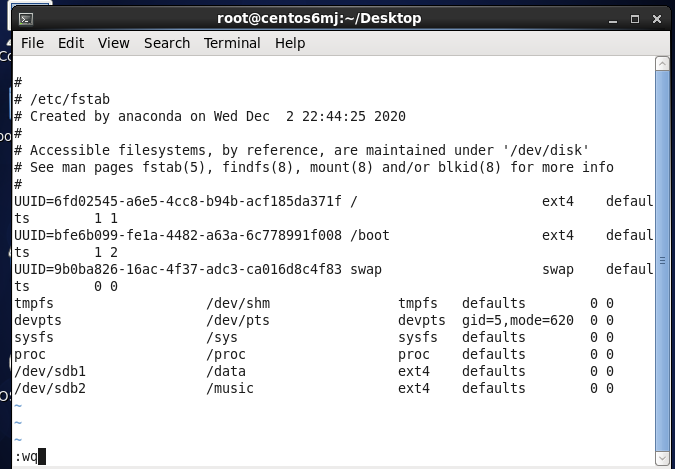 root@centos6mj:~/Desktop
File Edit View Search Terminal Help
#
# /etc/fstab
# Created by anaconda on Wed Dec  2 22:44:25 2020
#
# Accessible filesystems, by reference, are maintained under '/dev/disk'
# See man pages fstab(5), findfs(8), mount(8) and/or blkid(8) for more info
#
UUID=6fd02545-a6e5-4cc8-b94b-acf185da371f /                       ext4    defaul
ts        1 1
UUID=bfe6b099-fe1a-4482-a63a-6c778991f008 /boot                   ext4    defaul
ts        1 2
UUID=9b0ba826-16ac-4f37-adc3-ca016d8c4f83 swap                    swap    defaul
ts        0 0
tmpfs                   /dev/shm                tmpfs   defaults        0 0
devpts                  /dev/pts                devpts  gid=5,mode=620  0 0
sysfs                   /sys                    sysfs   defaults        0 0
proc                    /proc                   proc    defaults        0 0
/dev/sdb1               /data                   ext4    defaults        0 0
/dev/sdb2               /music                  ext4    defaults        0 0
~
~
~
:wq